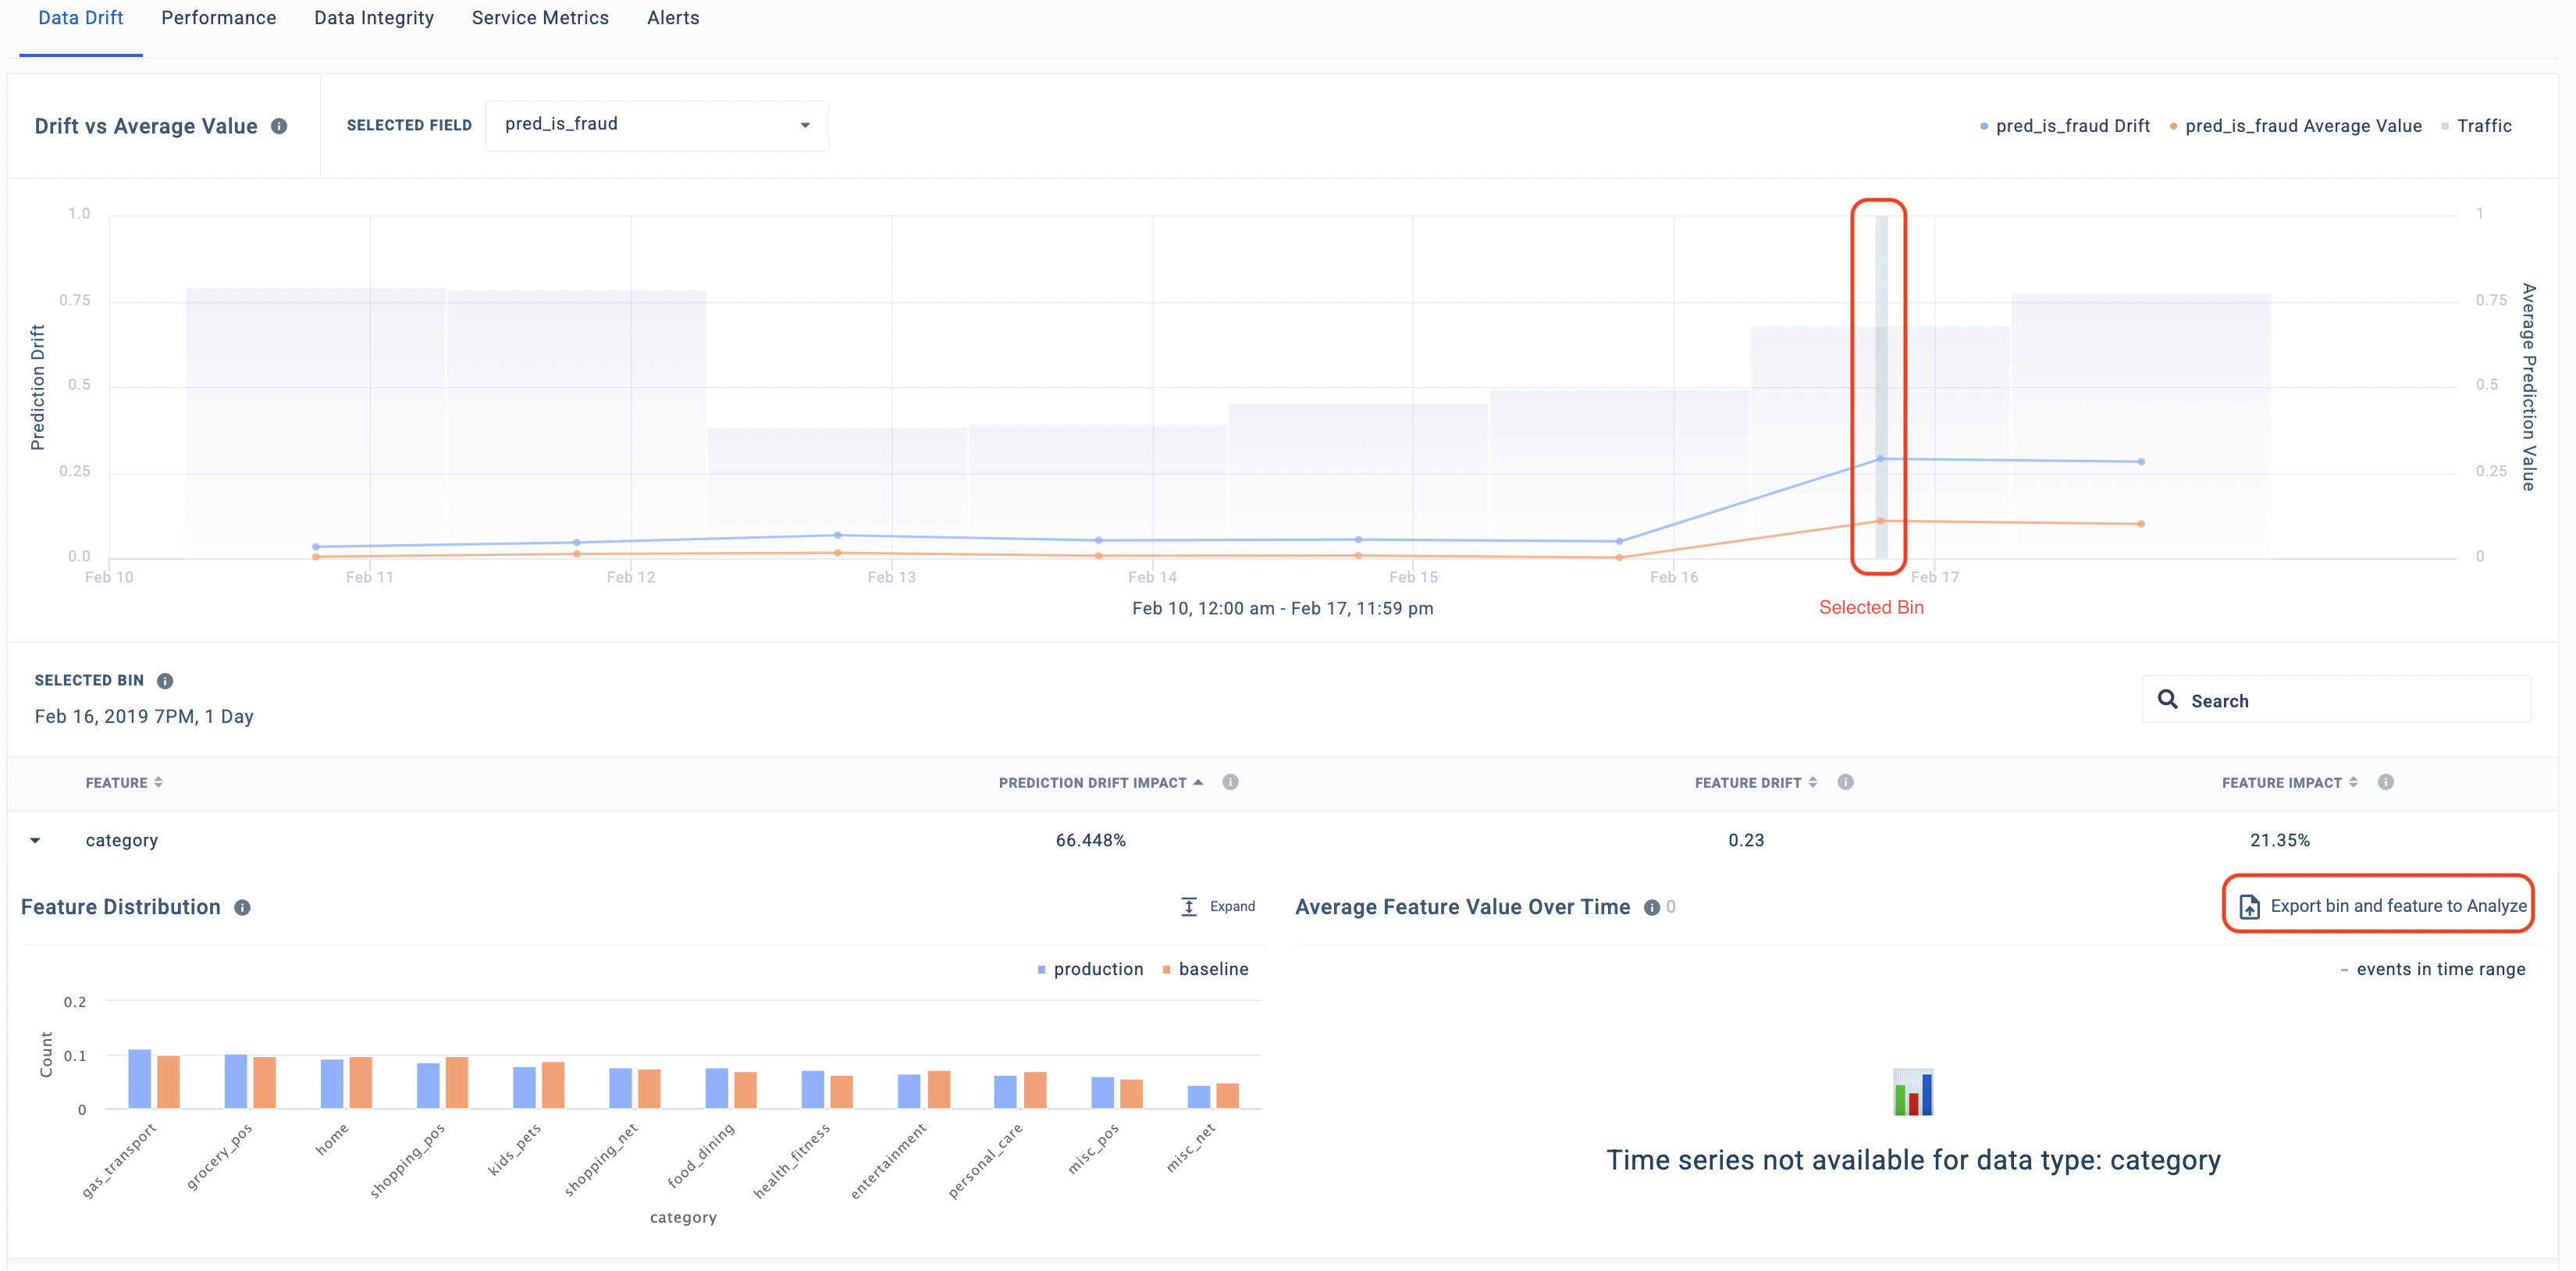 Data Drift Performance Data Integrity Service Metrics Alerts
Drift vs Average Value SELECTED FIELD pred_is_fraud pred_is_fraud Drift pred_is_fraud Average Value Traffic
1.0 1
0.75 0.75
0.5 0.5
0.25 0.25
0.0 0
Prediction Drift
Average Prediction Value
Feb 10 Feb 11 Feb 12 Feb 13 Feb 14 Feb 15 Feb 16 Feb 17
Feb 10, 12:00 am - Feb 17, 11:59 pm Selected Bin
SELECTED BIN
Feb 16, 2019 7PM, 1 Day
Search
FEATURE PREDICTION DRIFT IMPACT FEATURE DRIFT FEATURE IMPACT
category 66.448% 0.23 21.35%
Feature Distribution Expand
production baseline
Count
0.2
0.1
0
gas_transport grocery_pos home shopping_pos kids_pets shopping_net food_dining health_fitness entertainment personal_care misc_pos misc_net
category
Average Feature Value Over Time 0 Export bin and feature to Analyze
events in time range
Time series not available for data type: category